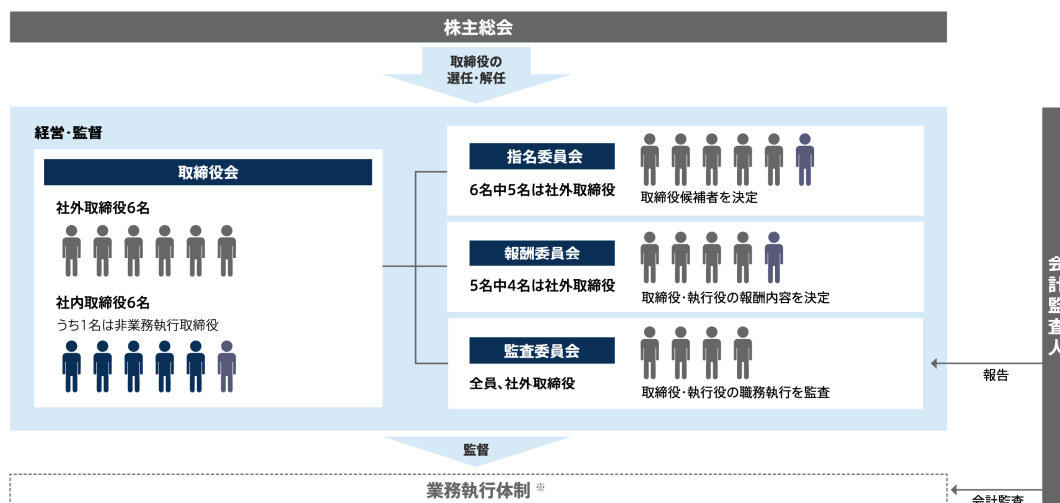 株主総会
取締役の
選任・解任
経営・監督
取締役会
社外取締役6名
社内取締役6名
うち1名は非業務執行取締役
指名委員会
6名中5名は社外取締役
取締役候補者を決定
報酬委員会
5名中4名は社外取締役
取締役・執行役の報酬内容を決定
監査委員会
全員、社外取締役
取締役・執行役の職務執行を監査
会計監査人
報告
監督
業務執行体制※
会計監査